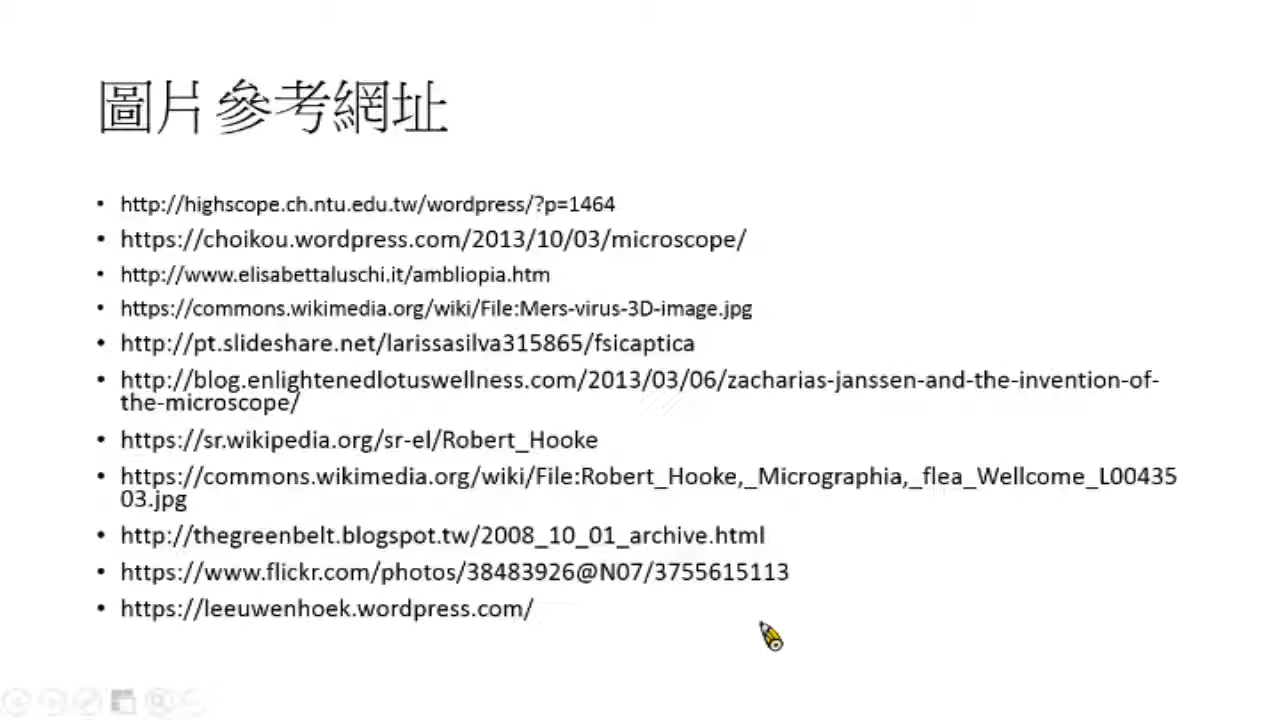 圖片參考網址
• http://highscope.ch.ntu.edu.tw/wordpress/?p=1464
• https://choikou.wordpress.com/2013/10/03/microscope/
• http://www.elisabettaluschi.it/ambliopia.htm
• https://commons.wikimedia.org/wiki/File:Mers-virus-3D-image.jpg
• http://pt.slideshare.net/larissasilva315865/fsicaptica
• http://blog.enlightenedlotuswellness.com/2013/03/06/zacharias-janssen-and-the-invention-of-
the-microscope/
• https://sr.wikipedia.org/sr-el/Robert_Hooke
• https://commons.wikimedia.org/wiki/File:Robert_Hooke,_Micrographia,_flea_Wellcome_L00435
03.jpg
• http://thegreenbelt.blogspot.tw/2008_10_01_archive.html
• https://www.flickr.com/photos/38483926@N07/3755615113
• https://leeuwenhoek.wordpress.com/